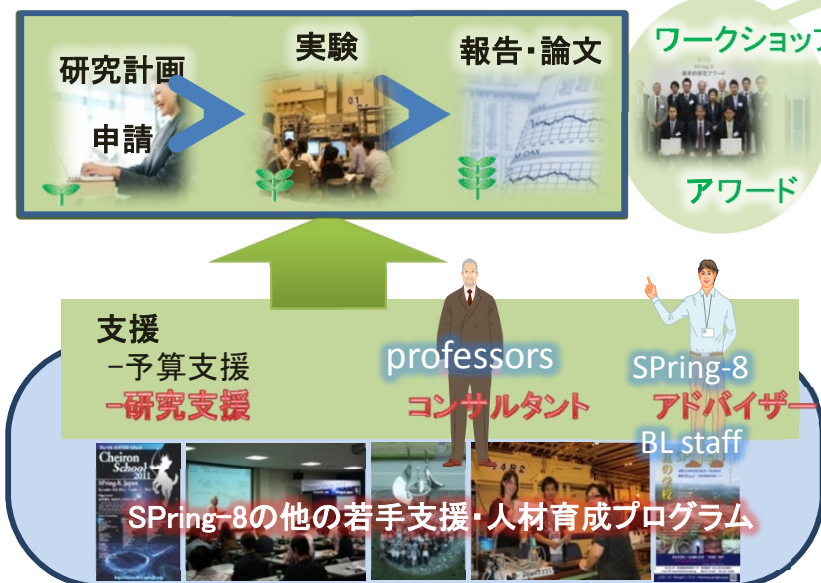 研究計画
申請
実験
報告・論文
ワークショップ
アワード
支援
-予算支援
-研究支援
professors
コンサルタント
SPring-8
アドバイザー
BL staff
Cheiron
School
2011
SPring-8, Japan
SPring-8の他の若手支援・人材育成プログラム